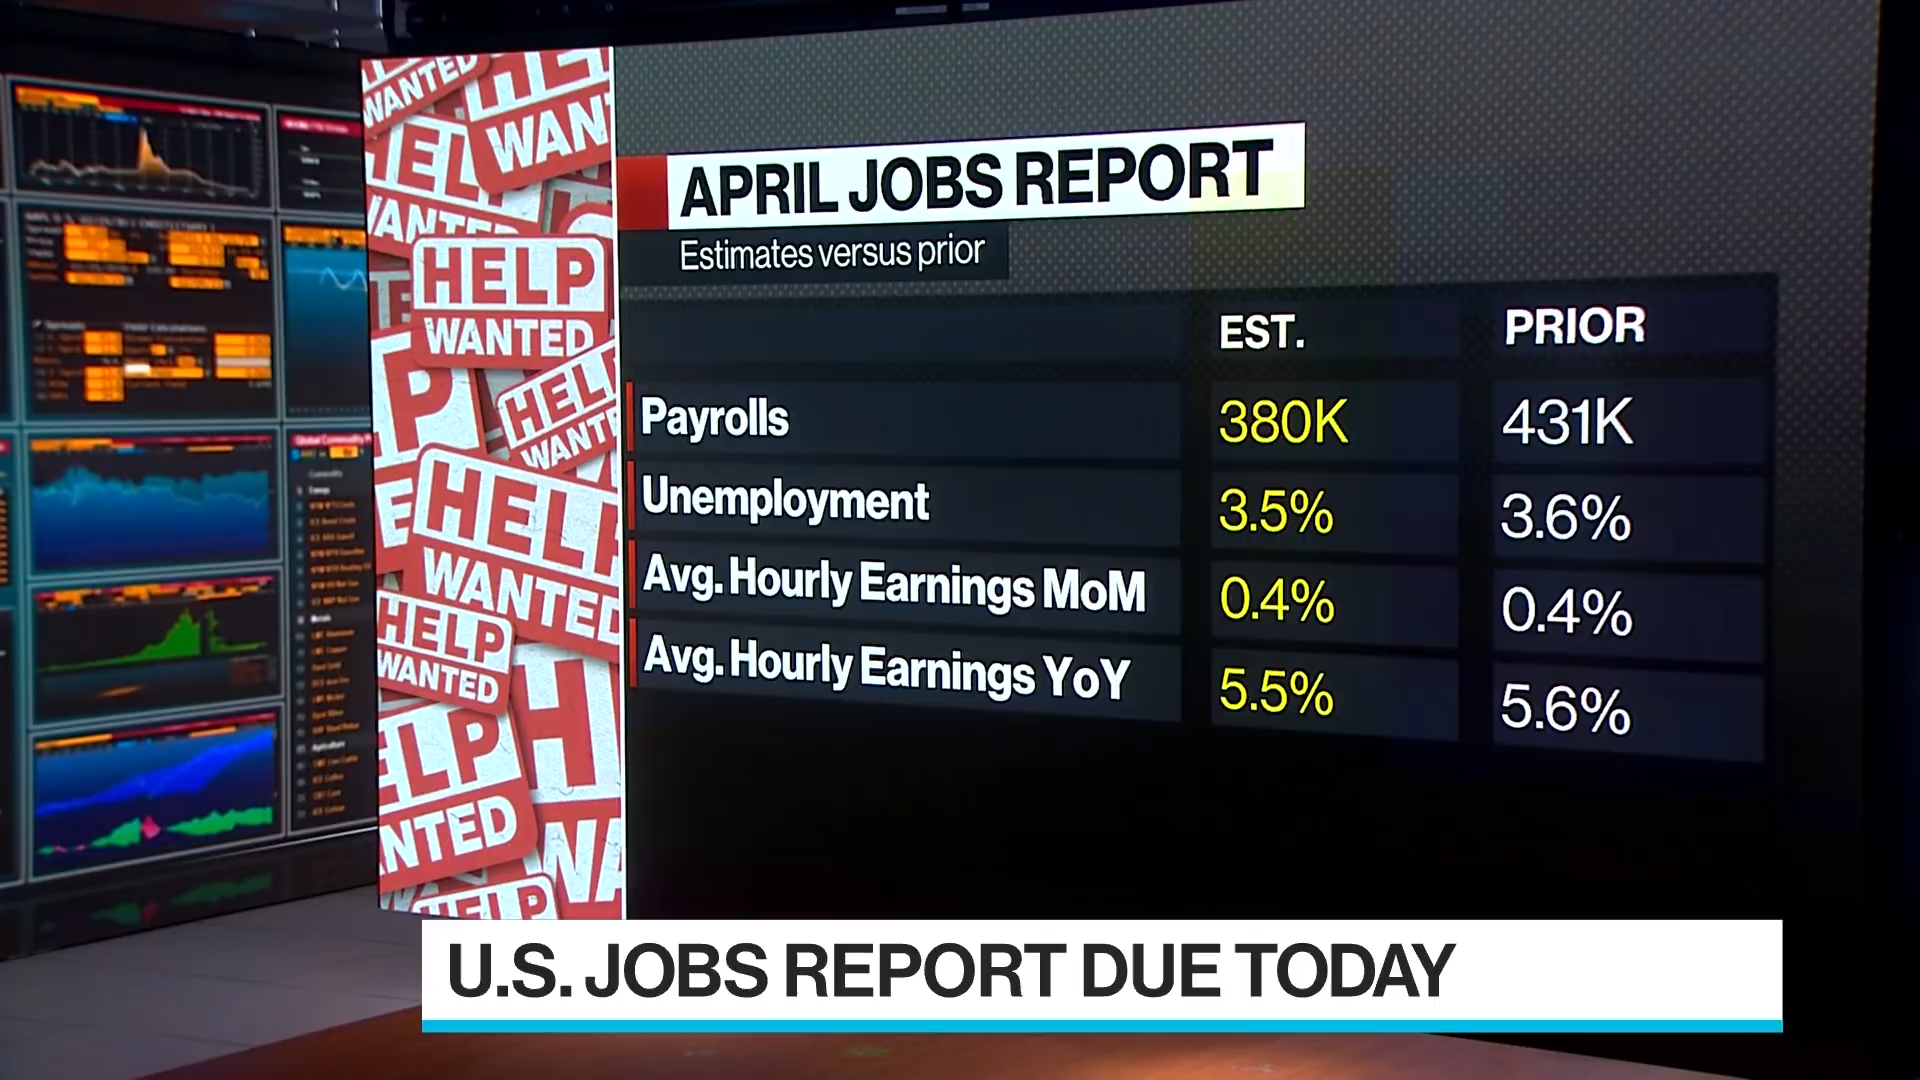 HELP
WANTED
HELP
WANTED
HELP
WANTED
APRIL JOBS REPORT
Estimates versus prior
EST. PRIOR
Payrolls 380K 431K
Unemployment 3.5% 3.6%
Avg. Hourly Earnings MoM 0.4% 0.4%
Avg. Hourly Earnings YoY 5.5% 5.6%
U.S. JOBS REPORT DUE TODAY